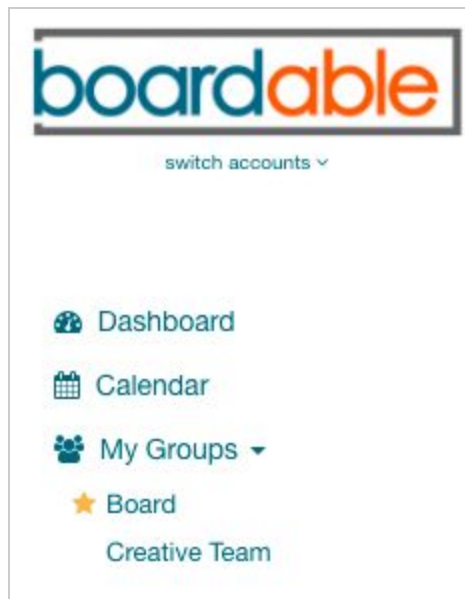 boardable
switch accounts
Dashboard
Calendar
My Groups
Board
Creative Team